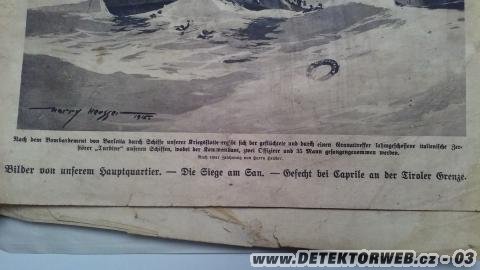 Harry Heusser
1915
Nach dem Bombardement von Barletta durch Schiffe unserer Kriegsflotte ergibt sich der geflüchtete und durch einen Granattreffer lahmgeschossene italienische Zer-
störer „Turbine“ unseren Schiffen, wobei der Kommandant, zwei Offiziere und 35 Mann gefangengenommen werden.
Nach einer Zeichnung von Harry Heusser.
Bilder von unserem Hauptquartier. — Die Siege am San. — Gefecht bei Caprile an der Tiroler Grenze.
www.DETEKTORWEB.cz - 03